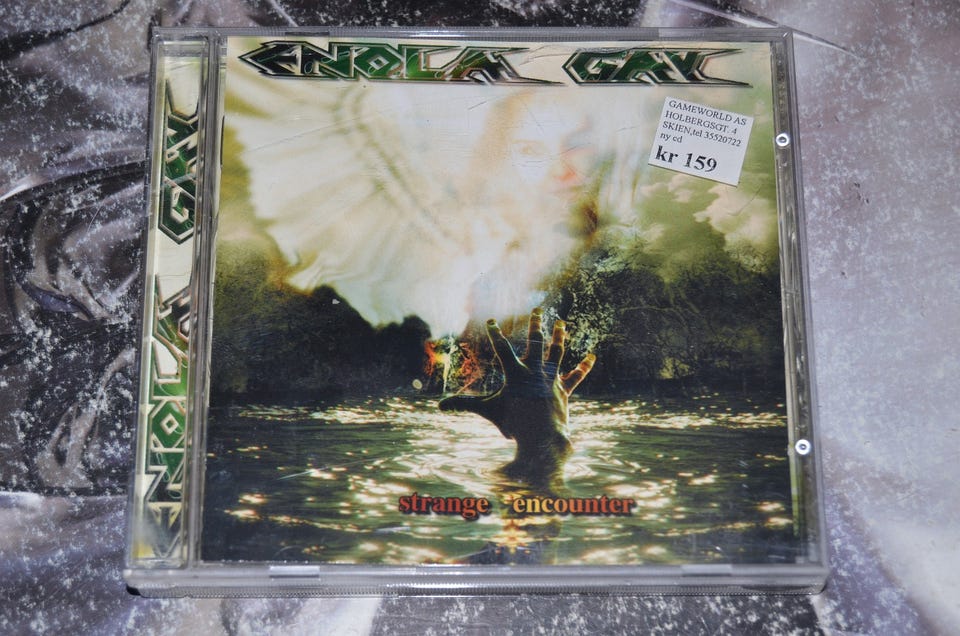 ENOLA GAY
GAMEWORLD AS
HOLBERGSGT. 4
SKIEN,tel 35520722
ny cd
kr 159
strange encounter
ENOLA GAY